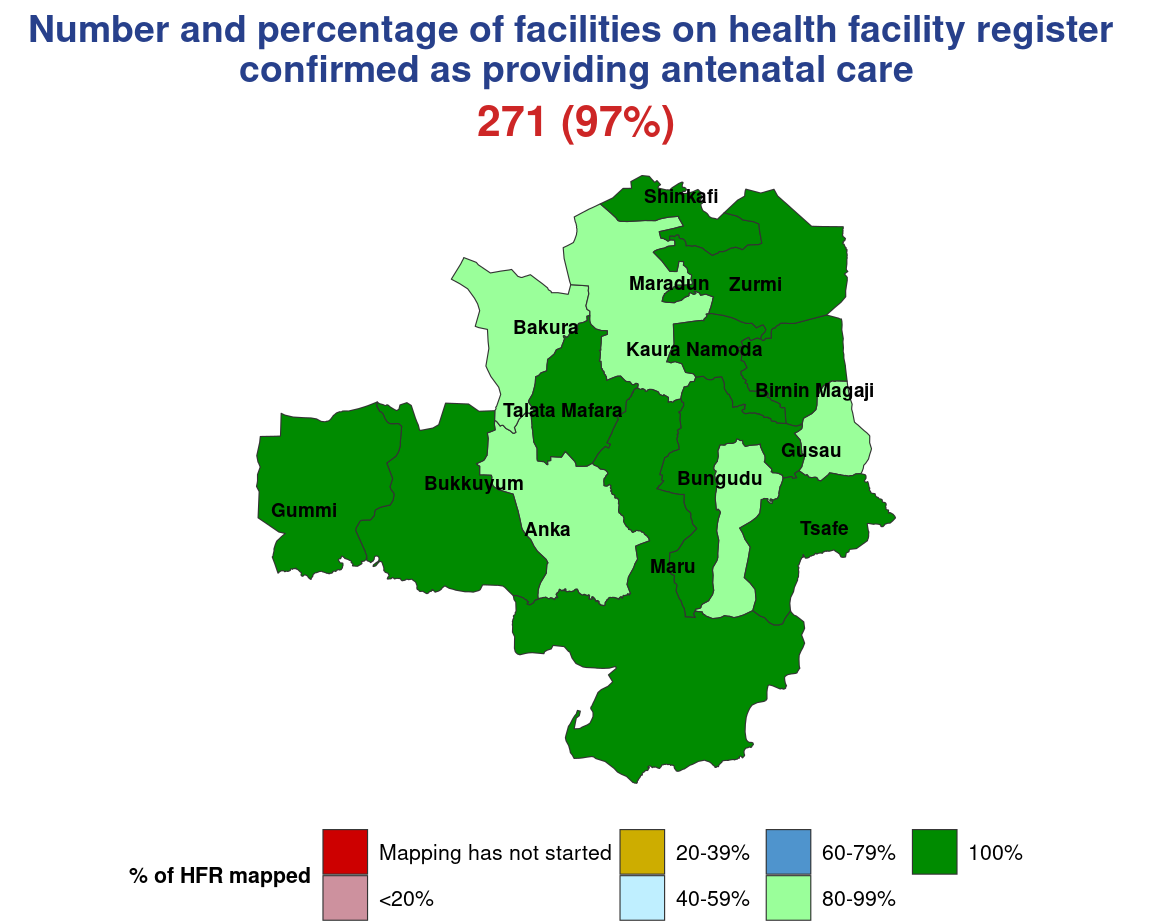 Number and percentage of facilities on health facility register
confirmed as providing antenatal care
271 (97%)
Shinkafi
Maradun
Zurmi
Bakura
Kaura Namoda
Birnin Magaji
Talata Mafara
Gusau
Bungudu
Bukkuyum
Gummi
Anka
Tsafe
Maru
% of HFR mapped
Mapping has not started
<20%
20-39%
40-59%
60-79%
80-99%
100%